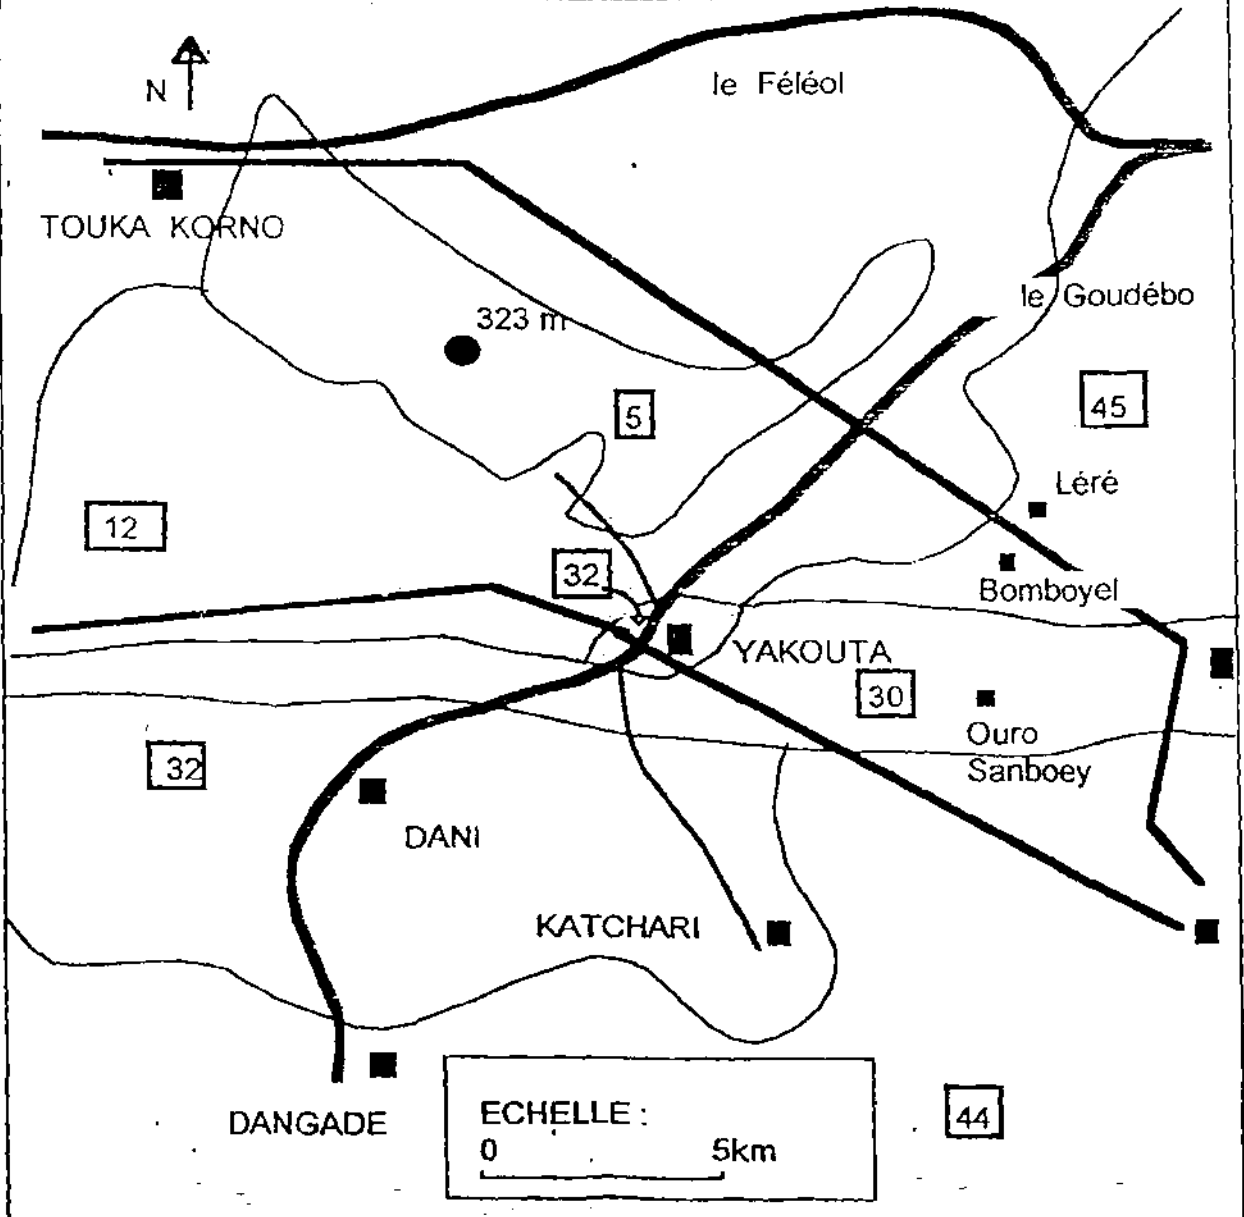 le Féléol
N
TOUKA KORNO
le Goudébo
323 m
45
5
Léré
12
32
Bomboyel
YAKOUTA
30
Ouro
Sanboey
32
DANI
KATCHARI
DANGADE
ECHELLE :
0 5km
44